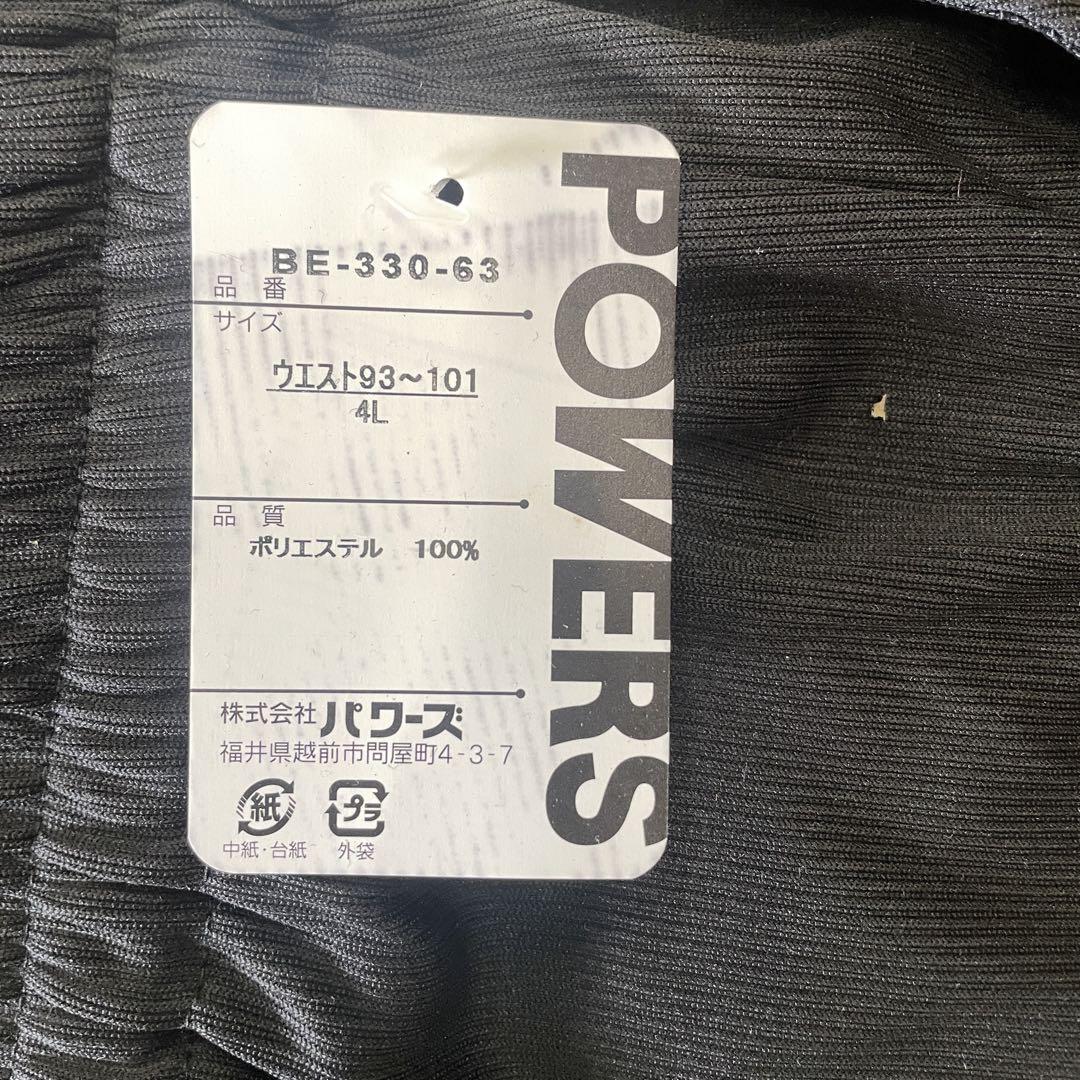 BE-330-63
品番
サイズ
ウエスト93〜101
4L
品質
ポリエステル 100%
株式会社パワーズ
福井県越前市問屋町4-3-7
紙 プラ
中紙・台紙 外袋
POWERS